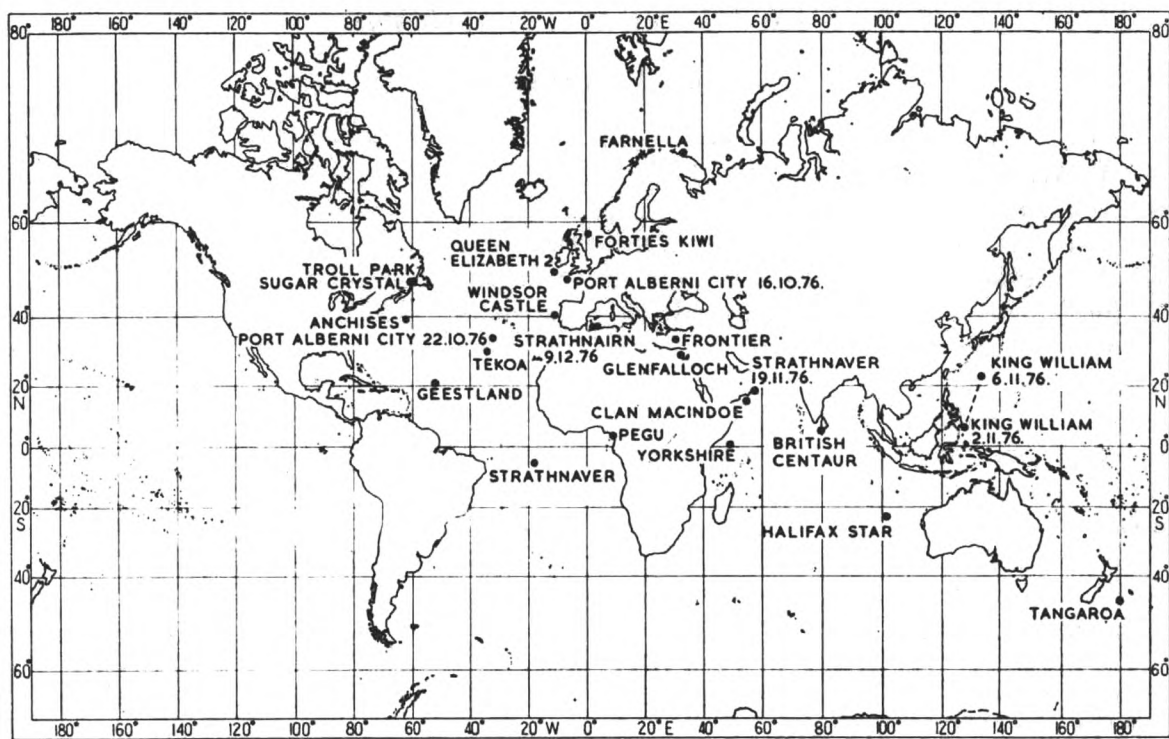 180° 160° 140° 120° 100° 80° 60° 40° 20° W 0° 20° E 40° 60° 80° 100° 120° 140° 160° 180°
80° 80°
FARNELLA
60° 60°
QUEEN
ELIZABETH 2
FORTIES KIWI
TROLL PARK
SUGAR CRYSTAL
PORT ALBERNI CITY 16.10.76.
WINDSOR
CASTLE
40° 40°
ANCHISES
PORT ALBERNI CITY 22.10.76
TEKOA
STRATHNAIRN
9.12.76
FRONTIER
GLENFALLOCH
STRATHNAVER
19.11.76.
KING WILLIAM
6.11.76.
20° 20°
N N
GEESTLAND
CLAN MACINDOE
PEGU
YORKSHIRE
BRITISH
CENTAUR
KING WILLIAM
2.11.76.
0° 0°
STRATHNAVER
20° 20°
S S
HALIFAX STAR
40° 40°
TANGAROA
60° 60°
180° 160° 140° 120° 100° 80° 60° 40° 20° W 0° 20° E 40° 60° 80° 100° 120° 140° 160° 180°